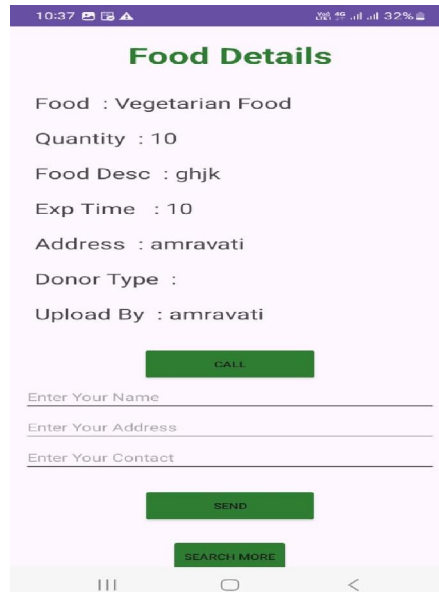 10:37 32%
Food Details
Food : Vegetarian Food
Quantity : 10
Food Desc : ghjk
Exp Time : 10
Address : amravati
Donor Type :
Upload By : amravati
CALL
Enter Your Name
Enter Your Address
Enter Your Contact
SEND
SEARCH MORE